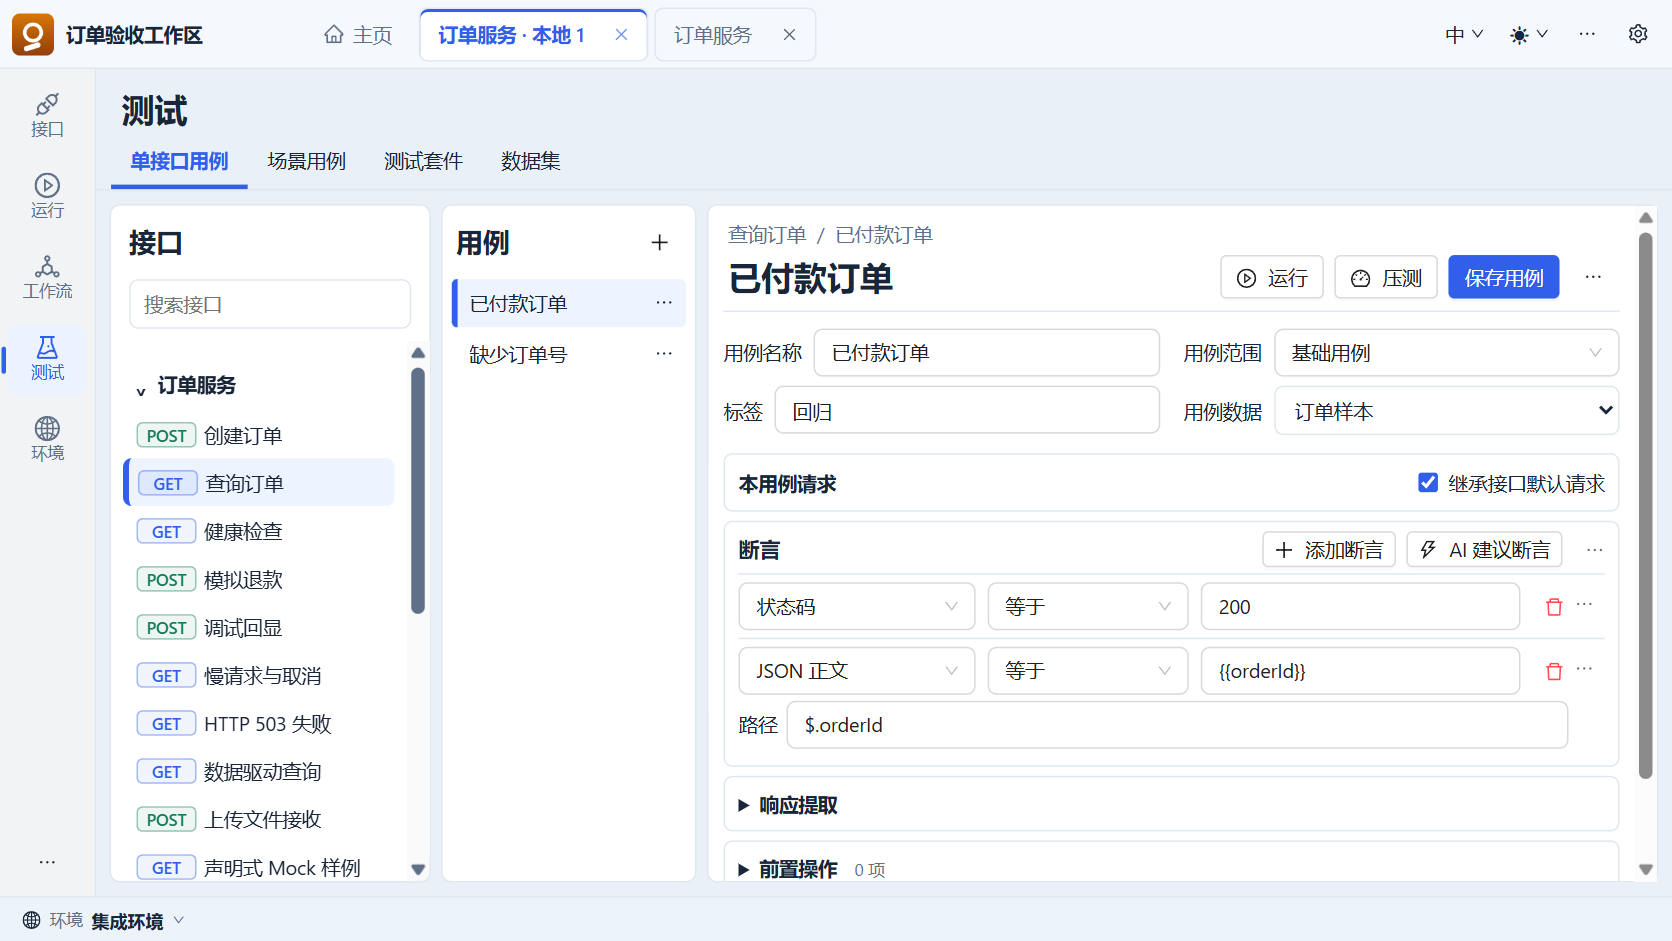 订单验收工作区
主页
订单服务 · 本地 1
订单服务
中
接口
运行
工作流
测试
环境
测试
单接口用例
场景用例
测试套件
数据集
接口
搜索接口
订单服务
POST 创建订单
GET 查询订单
GET 健康检查
POST 模拟退款
POST 调试回显
GET 慢请求与取消
GET HTTP 503 失败
GET 数据驱动查询
POST 上传文件接收
GET 声明式 Mock 样例
用例
已付款订单
缺少订单号
查询订单 / 已付款订单
已付款订单
运行
压测
保存用例
用例名称 已付款订单
用例范围 基础用例
标签 回归
用例数据 订单样本
本用例请求
继承接口默认请求
断言
添加断言
AI 建议断言
状态码 等于 200
JSON 正文 等于 {{orderId}}
路径 $.orderId
响应提取
前置操作 0 项
环境 集成环境